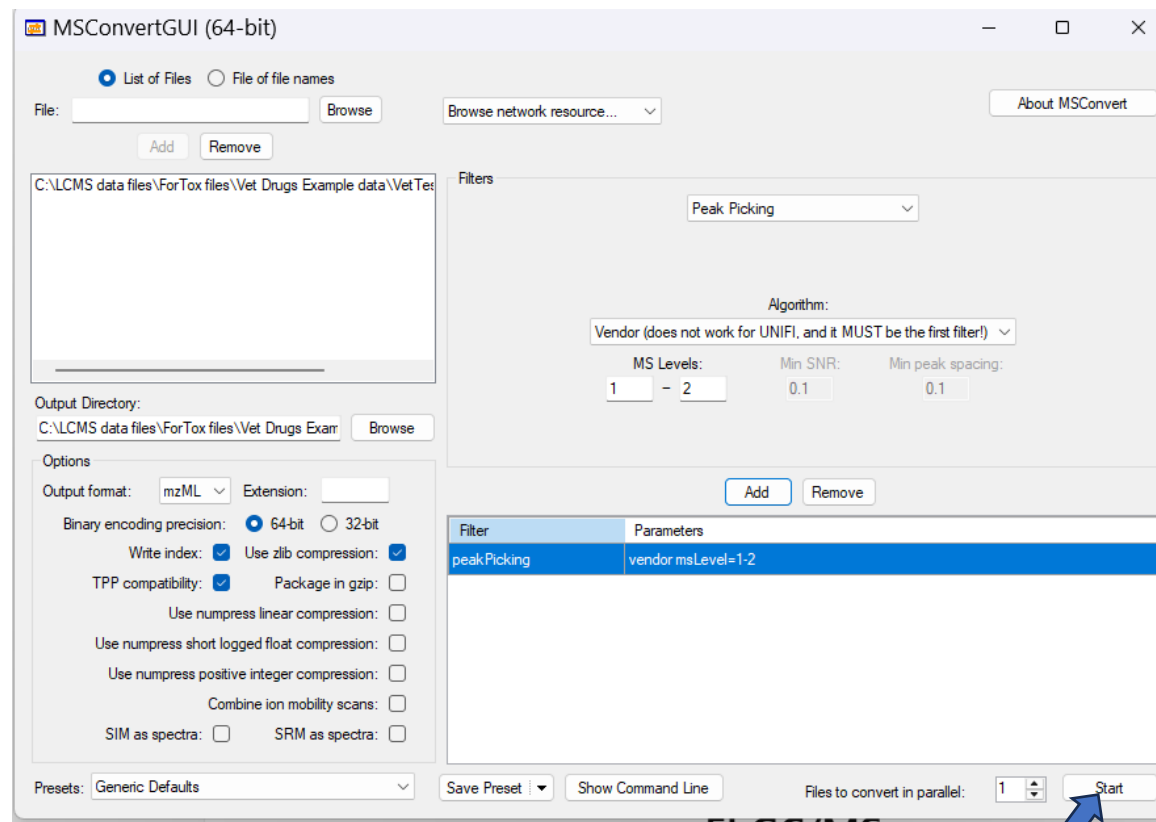 MSConvertGUI (64-bit)
List of Files File of file names
File: Browse Browse network resource... About MSConvert
Add Remove
C:\LCMS data files\ForTox files\Vet Drugs Example data\VetTes
Filters
Peak Picking
Algorithm:
Vendor (does not work for UNIFI, and it MUST be the first filter!)
MS Levels: Min SNR: Min peak spacing:
1 - 2 0.1 0.1
Output Directory:
C:\LCMS data files\ForTox files\Vet Drugs Exam Browse
Options
Output format: mzML Extension:
Add Remove
Binary encoding precision: 64-bit 32-bit
Filter Parameters
Write index: Use zlib compression:
peakPicking vendor msLevel=1-2
TPP compatibility: Package in gzip:
Use numpress linear compression:
Use numpress short logged float compression:
Use numpress positive integer compression:
Combine ion mobility scans:
SIM as spectra: SRM as spectra:
Presets: Generic Defaults Save Preset Show Command Line Files to convert in parallel: 1 Start